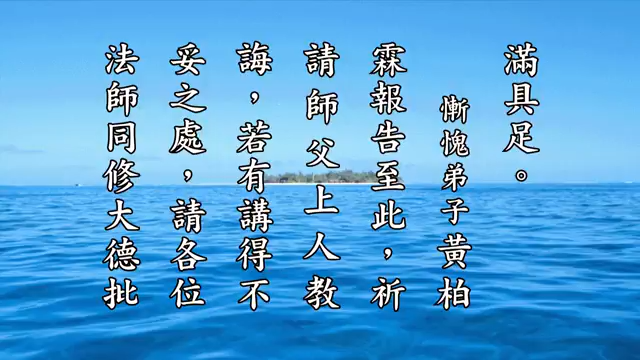 滿具足。
慚愧弟子黃柏
霖報告至此，祈
請師父上人教
誨，若有講得不
妥之處，請各位
法師同修大德批